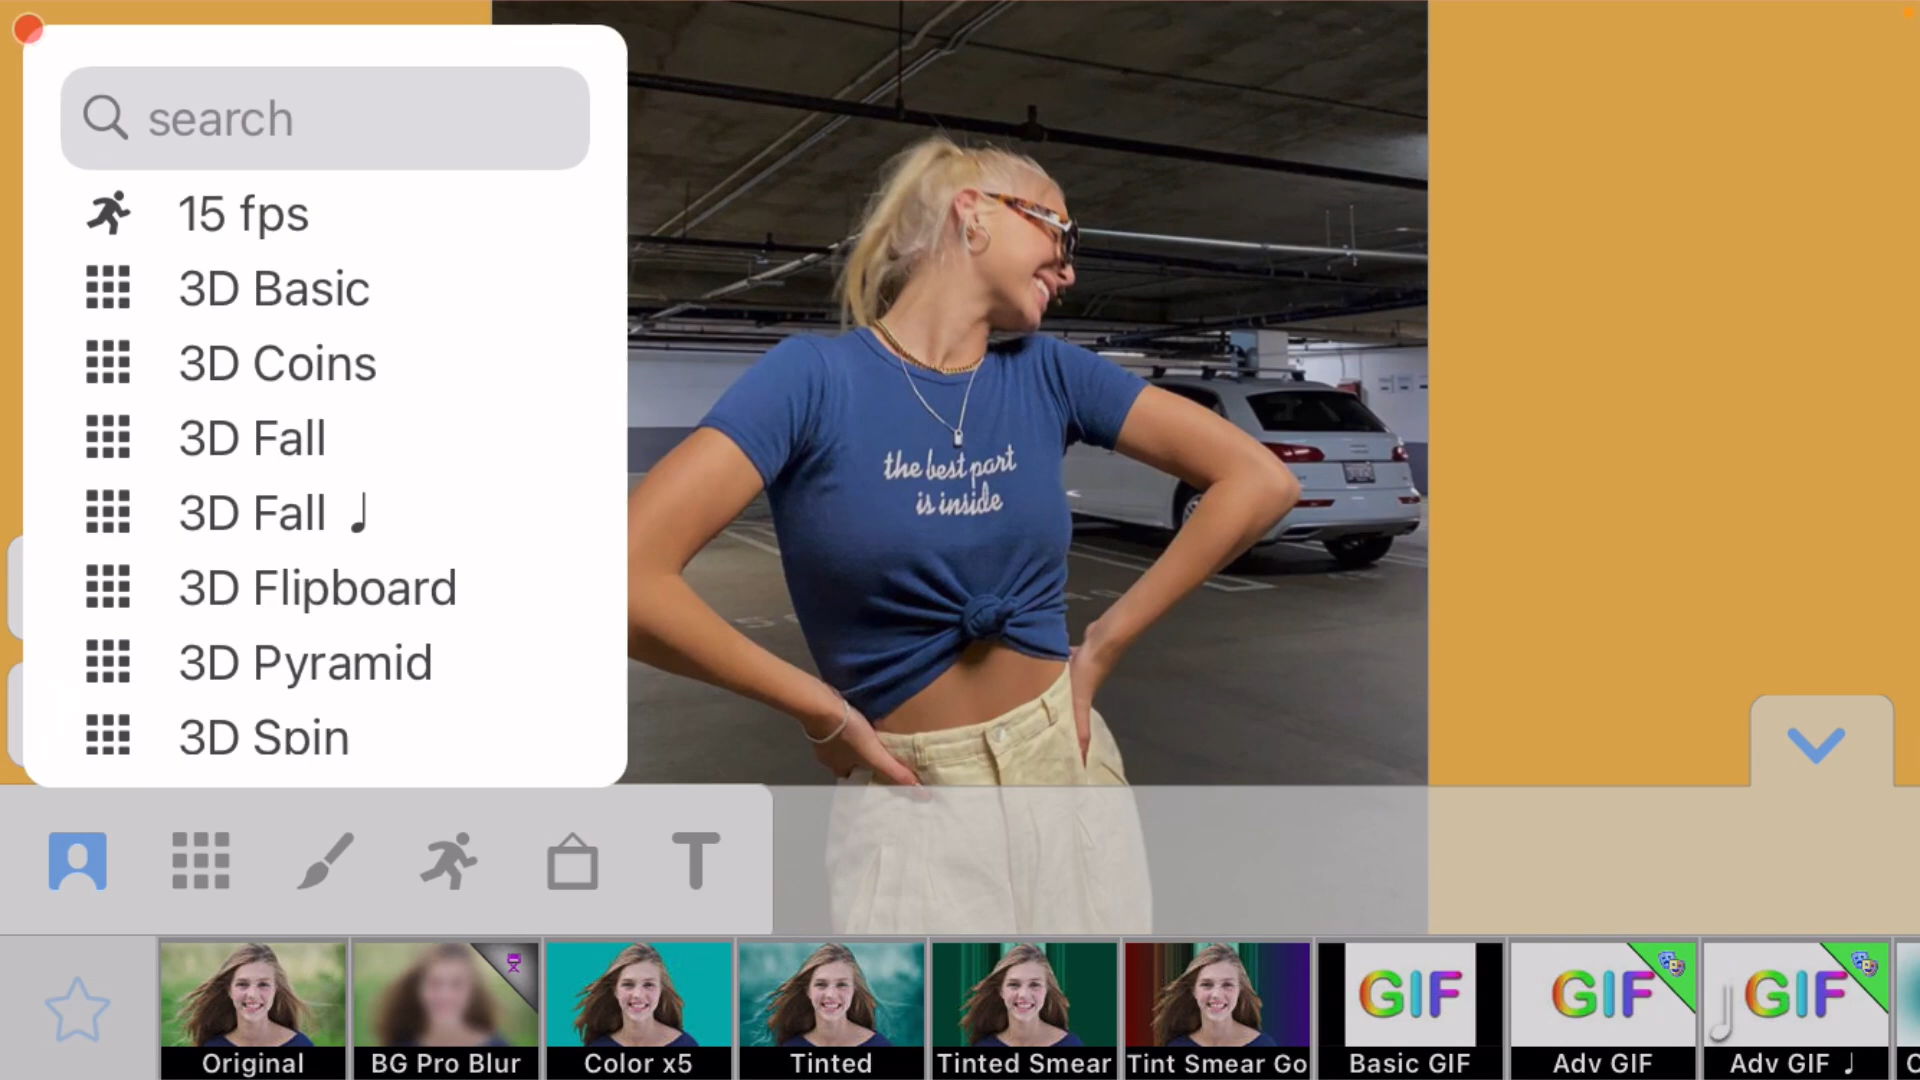 search
15 fps
3D Basic
3D Coins
3D Fall
3D Fall ♩
3D Flipboard
3D Pyramid
3D Spin
the best part
is inside
T
GIF
GIF
GIF
Original
BG Pro Blur
Color x5
Tinted
Tinted Smear
Tint Smear Go
Basic GIF
Adv GIF
Adv GIF ♩